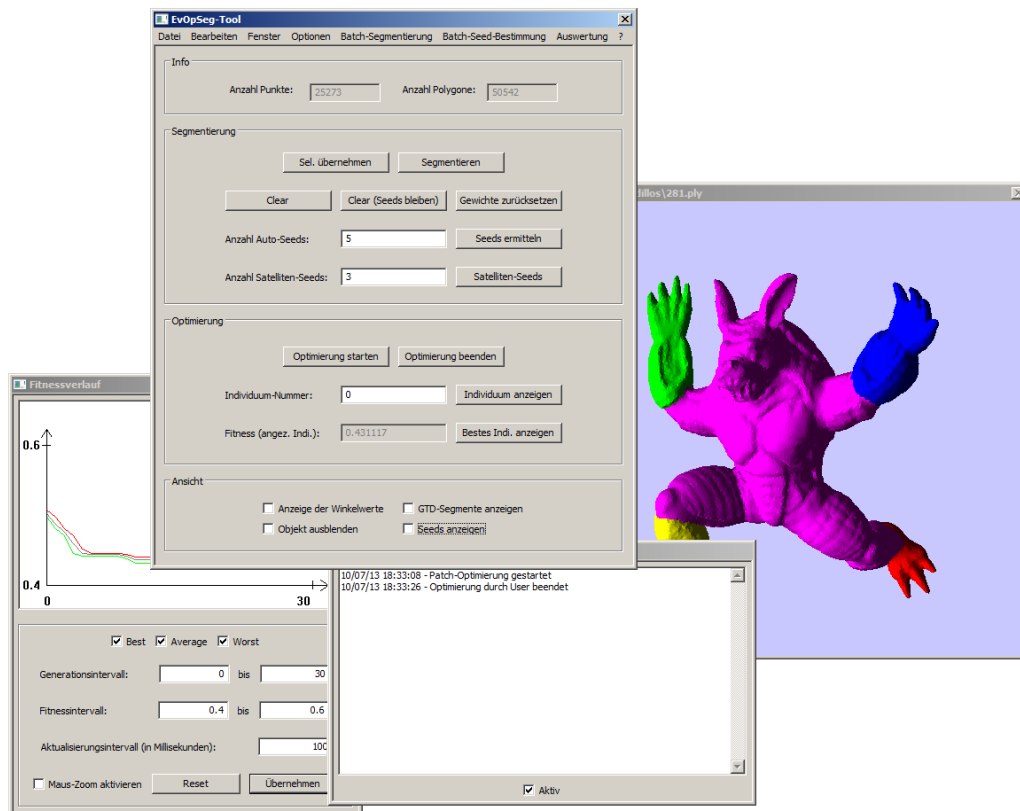 EvOpSeg-Tool
Datei Bearbeiten Fenster Optionen Batch-Segmentierung Batch-Seed-Bestimmung Auswertung ?
Info
Anzahl Punkte: 25273 Anzahl Polygone: 50542
Segmentierung
Sel. übernehmen Segmentieren
Clear Clear (Seeds bleiben) Gewichte zurücksetzen
Anzahl Auto-Seeds: 5 Seeds ermitteln
Anzahl Satelliten-Seeds: 3 Satelliten-Seeds
Optimierung
Optimierung starten Optimierung beenden
Individuum-Nummer: 0 Individuum anzeigen
Fitness (angez. Indi.): 0.431117 Bestes Indi. anzeigen
Ansicht
Anzeige der Winkelwerte GTD-Segmente anzeigen
Objekt ausblenden Seeds anzeigen
dillos\281.ply
Fitnessverlauf
0.6
0.4
0 30
Best Average Worst
Generationsintervall: 0 bis 30
Fitnessintervall: 0.4 bis 0.6
Aktualisierungsintervall (in Millisekunden): 100
Maus-Zoom aktivieren Reset Übernehmen
10/07/13 18:33:08 - Patch-Optimierung gestartet
10/07/13 18:33:26 - Optimierung durch User beendet
Aktiv